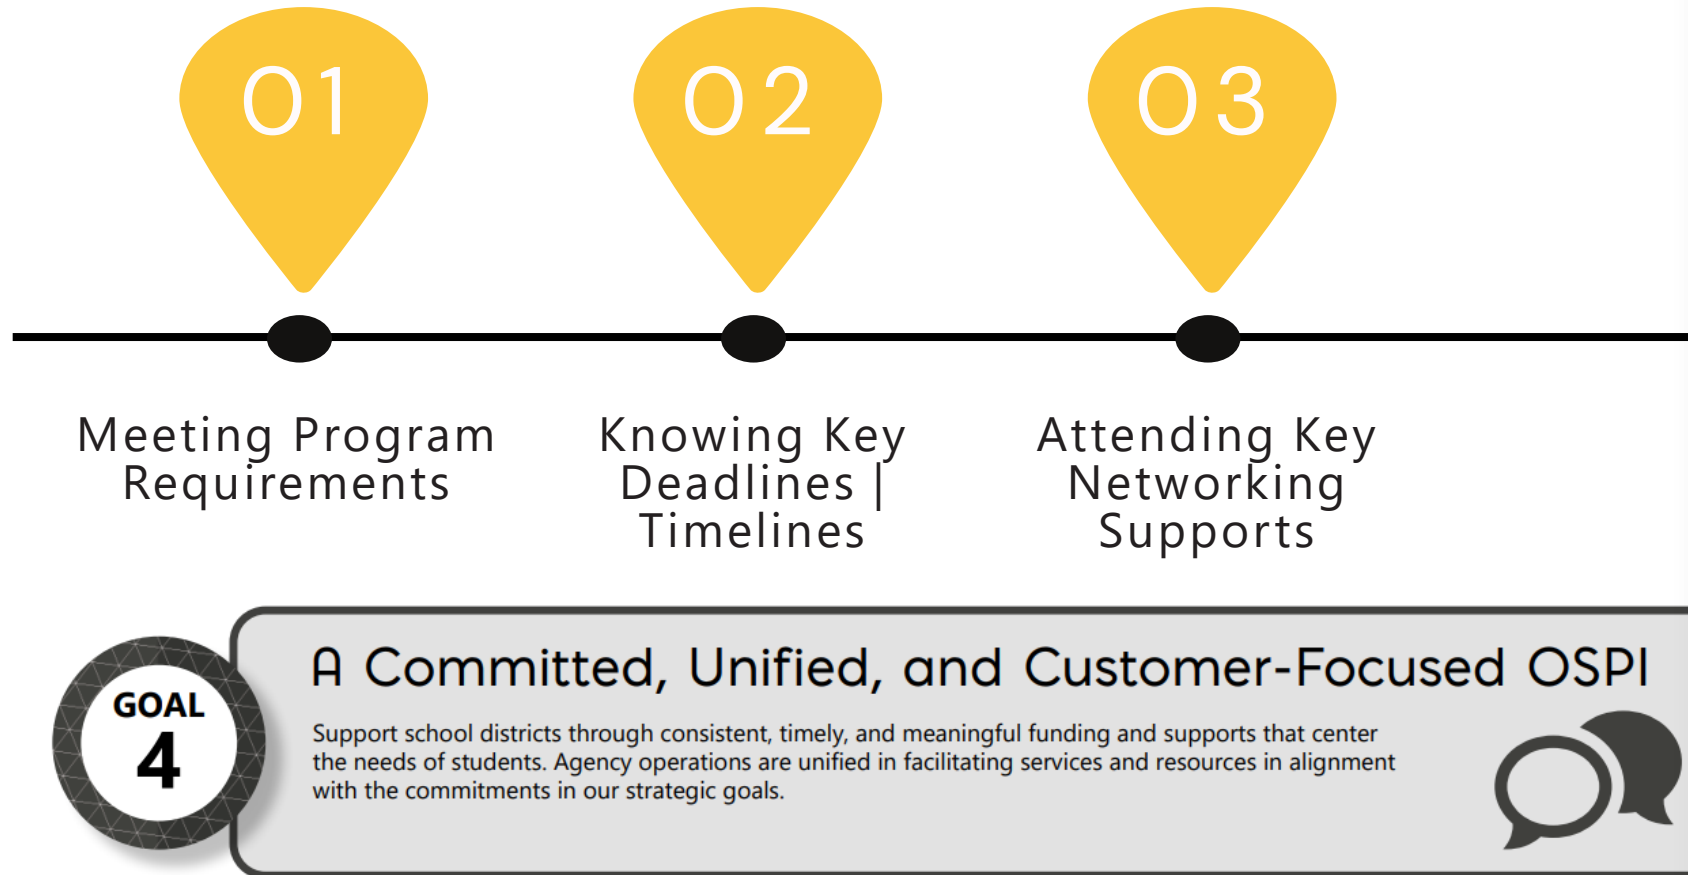 01
02
03
Meeting Program
Requirements
Knowing Key
Deadlines |
Timelines
Attending Key
Networking
Supports
GOAL
4
A Committed, Unified, and Customer-Focused OSPI
Support school districts through consistent, timely, and meaningful funding and supports that center
the needs of students. Agency operations are unified in facilitating services and resources in alignment
with the commitments in our strategic goals.